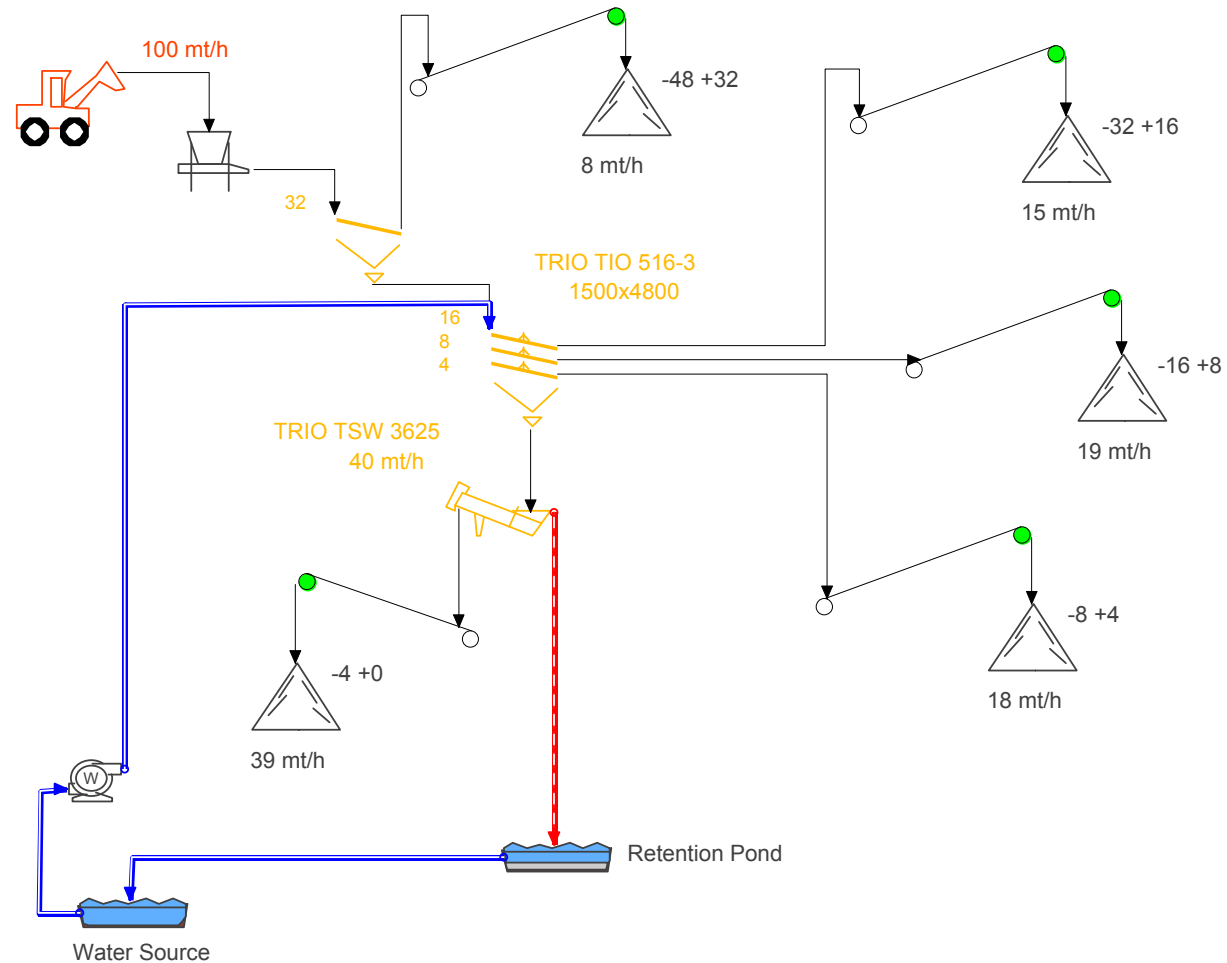 100 mt/h
-48 +32
8 mt/h
-32 +16
15 mt/h
32
TRIO TIO 516-3
1500x4800
16
8
4
-16 +8
19 mt/h
TRIO TSW 3625
40 mt/h
-8 +4
18 mt/h
-4 +0
39 mt/h
W
Retention Pond
Water Source